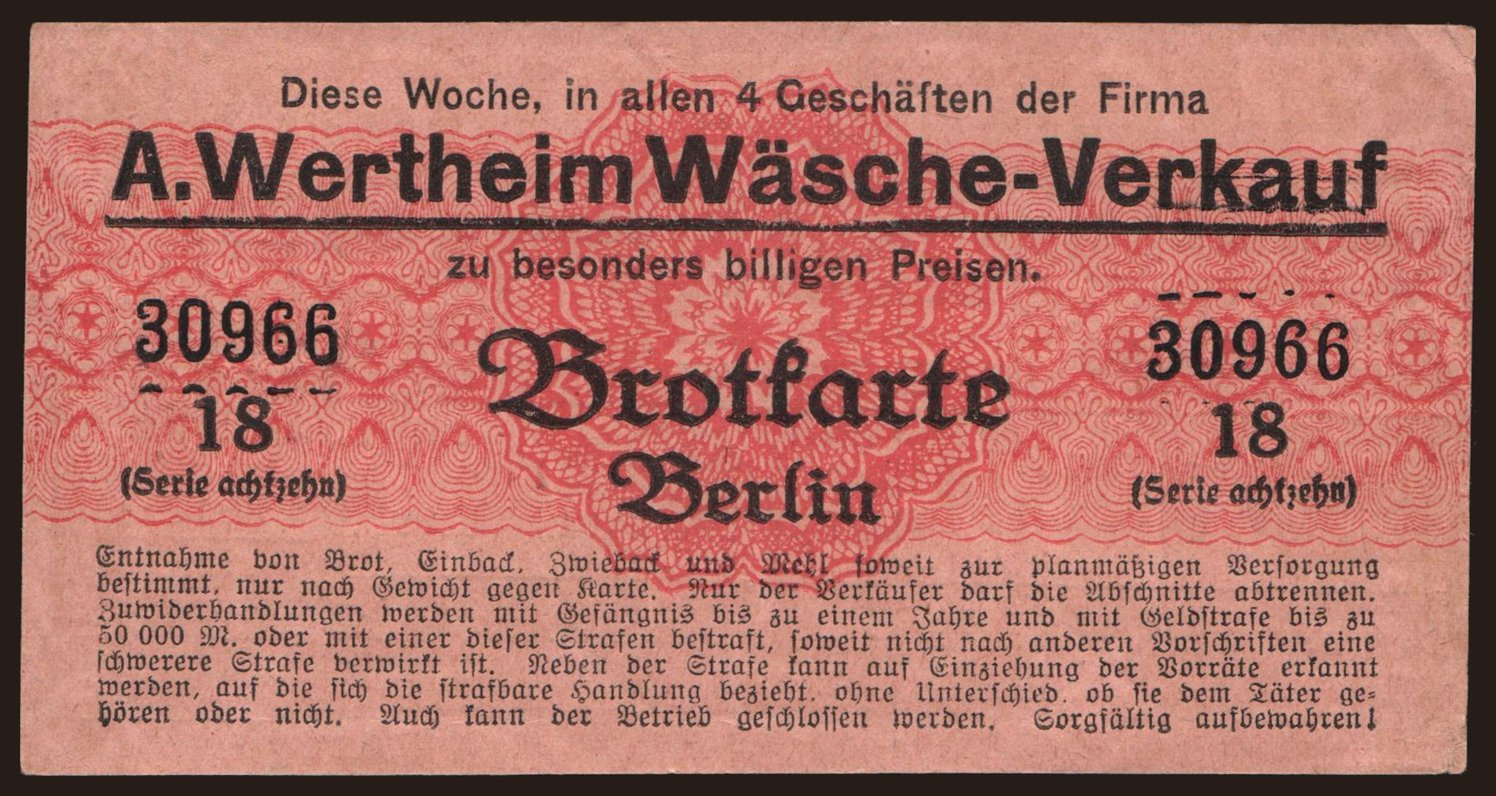 Diese Woche, in allen 4 Geschäften der Firma
A. Wertheim Wäsche-Verkauf
zu besonders billigen Preisen.
30966
30966
Brotkarte
18
18
(Serie achtzehn)
(Serie achtzehn)
Berlin
Entnahme von Brot, Einback, Zwieback und Mehl soweit zur planmäßigen Versorgung
bestimmt, nur nach Gewicht gegen Karte. Nur der Verkäufer darf die Abschnitte abtrennen.
Zuwiderhandlungen werden mit Gefängnis bis zu einem Jahre und mit Geldstrafe bis zu
50 000 M. oder mit einer dieser Strafen bestraft, soweit nicht nach anderen Vorschriften eine
schwerere Strafe verwirkt ist. Neben der Strafe kann auf Einziehung der Vorräte erkannt
werden, auf die sich die strafbare Handlung bezieht, ohne Unterschied, ob sie dem Täter ge-
hören oder nicht. Auch kann der Betrieb geschlossen werden. Sorgfältig aufbewahren!